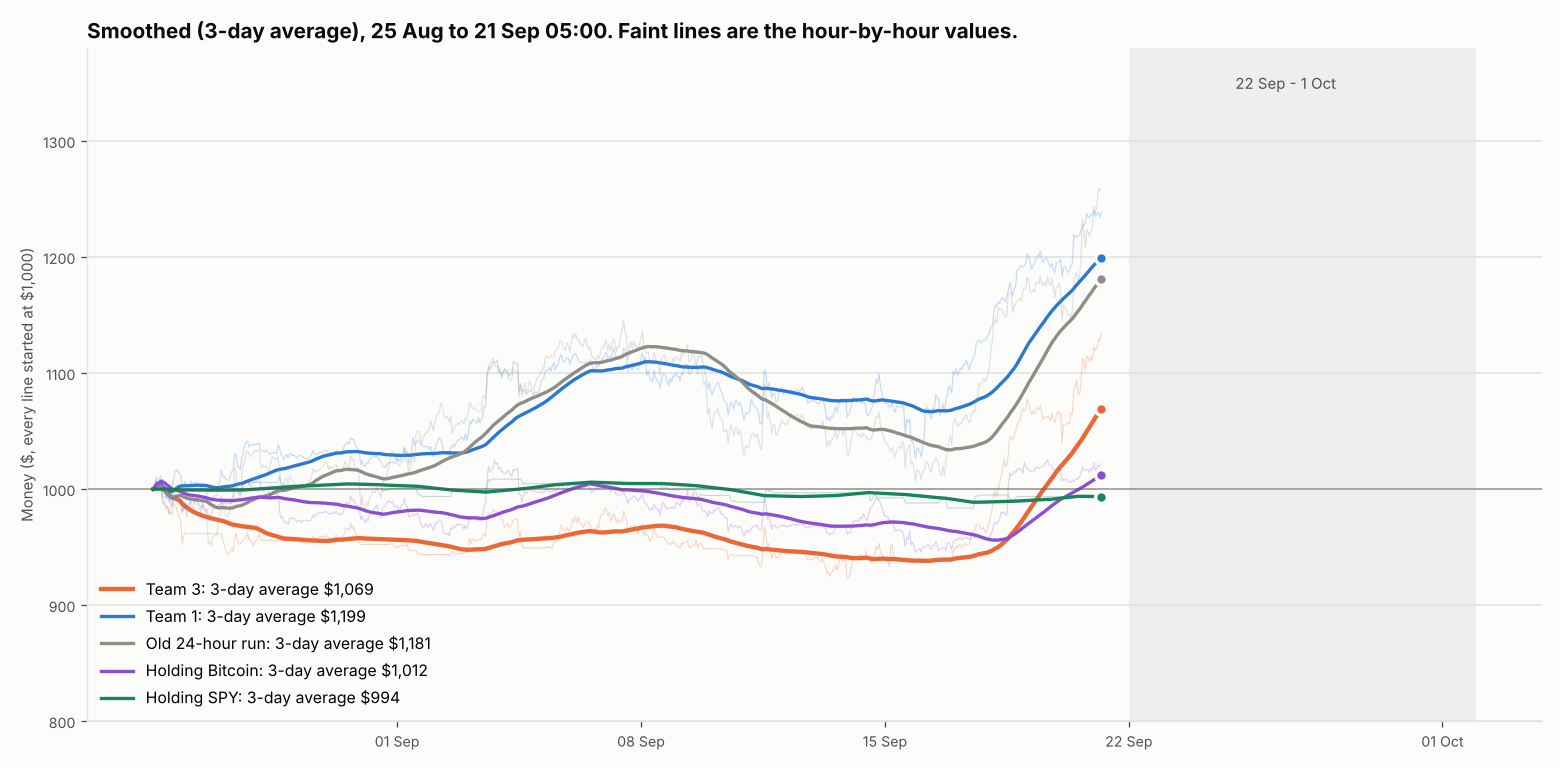 Smoothed (3-day average), 25 Aug to 21 Sep 05:00. Faint lines are the hour-by-hour values.
22 Sep - 1 Oct
Money ($, every line started at $1,000)
1300
1200
1100
1000
900
800
Team 3: 3-day average $1,069
Team 1: 3-day average $1,199
Old 24-hour run: 3-day average $1,181
Holding Bitcoin: 3-day average $1,012
Holding SPY: 3-day average $994
01 Sep
08 Sep
15 Sep
22 Sep
01 Oct